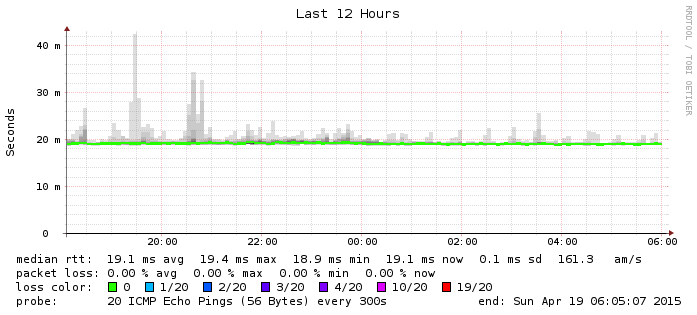 Last 12 Hours
RRDTOOL / TOBI OETIKER
Seconds
40 m
30 m
20 m
10 m
0
20:00 22:00 00:00 02:00 04:00 06:00
median rtt: 19.1 ms avg 19.4 ms max 18.9 ms min 19.1 ms now 0.1 ms sd 161.3 am/s
packet loss: 0.00 % avg 0.00 % max 0.00 % min 0.00 % now
loss color: 0 1/20 2/20 3/20 4/20 10/20 19/20
probe: 20 ICMP Echo Pings (56 Bytes) every 300s end: Sun Apr 19 06:05:07 2015